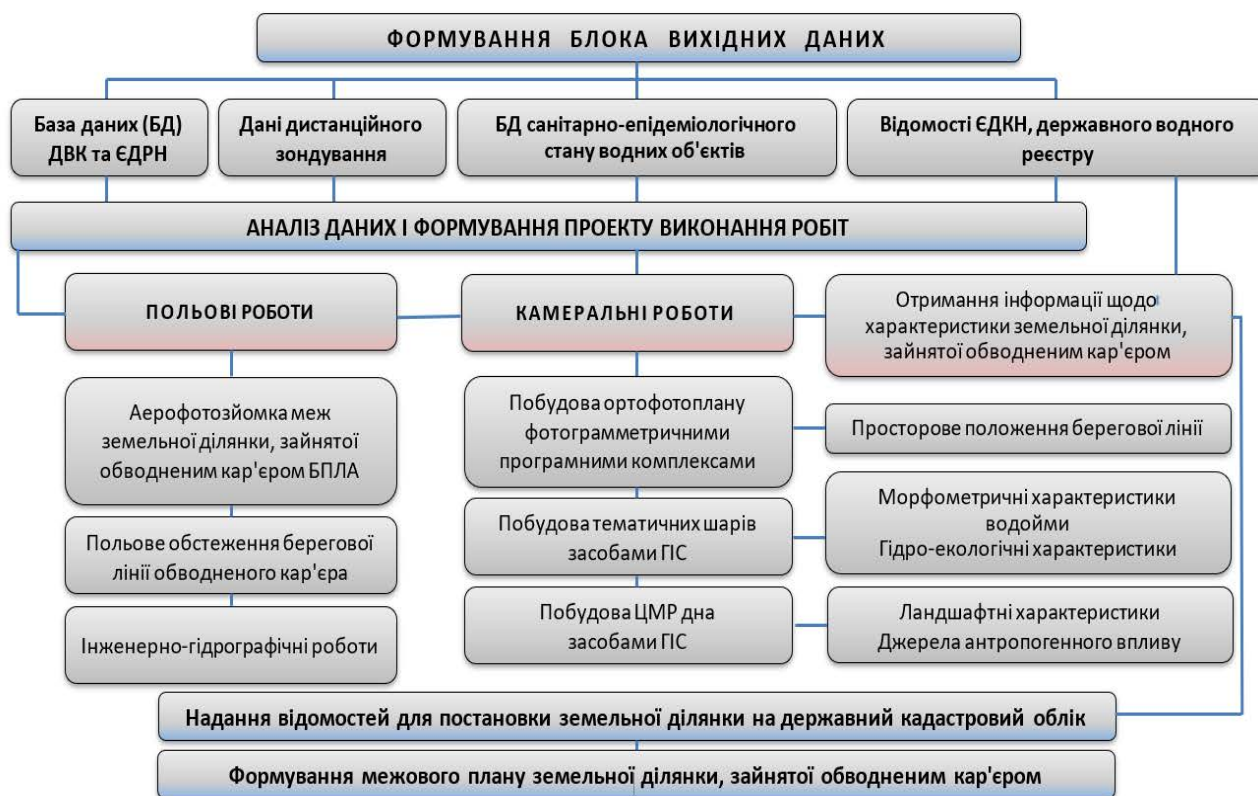 ФОРМУВАННЯ БЛОКА ВИХІДНИХ ДАНИХ
База даних (БД)
ДВК та ЄДРН
Дані дистанційного
зондування
БД санітарно-епідеміологічного
стану водних об'єктів
Відомості ЄДКН, державного водного
реєстру
АНАЛІЗ ДАНИХ І ФОРМУВАННЯ ПРОЕКТУ ВИКОНАННЯ РОБІТ
ПОЛЬОВІ РОБОТИ
КАМЕРАЛЬНІ РОБОТИ
Отримання інформації щодо
характеристики земельної ділянки,
зайнятої обводненим кар'єром
Аерофотозйомка меж
земельної ділянки, зайнятої
обводненим кар'єром БПЛА
Побудова ортофотоплану
фотограмметричними
програмними комплексами
Просторове положення берегової лінії
Польове обстеження берегової
лінії обводненого кар'єра
Побудова тематичних шарів
засобами ГІС
Морфометричні характеристики
водойми
Гідро-екологічні характеристики
Інженерно-гідрографічні роботи
Побудова ЦМР дна
засобами ГІС
Ландшафтні характеристики
Джерела антропогенного впливу
Надання відомостей для постановки земельної ділянки на державний кадастровий облік
Формування межового плану земельної ділянки, зайнятої обводненим кар'єром